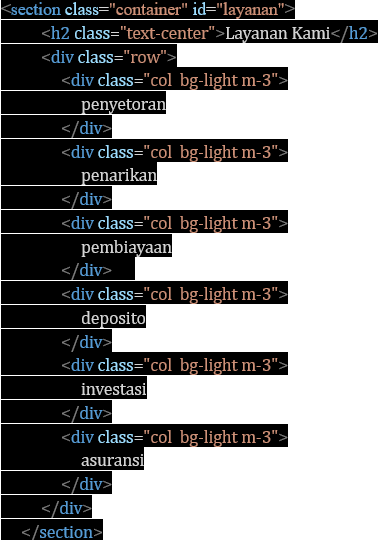 <section class="container" id="layanan">
<h2 class="text-center">Layanan Kami</h2>
<div class="row">
<div class="col  bg-light m-3">
penyetoran
</div>
<div class="col  bg-light m-3">
penarikan
</div>
<div class="col  bg-light m-3">
pembiayaan
</div>
<div class="col  bg-light m-3">
deposito
</div>
<div class="col  bg-light m-3">
investasi
</div>
<div class="col  bg-light m-3">
asuransi
</div>
</div>
</section>